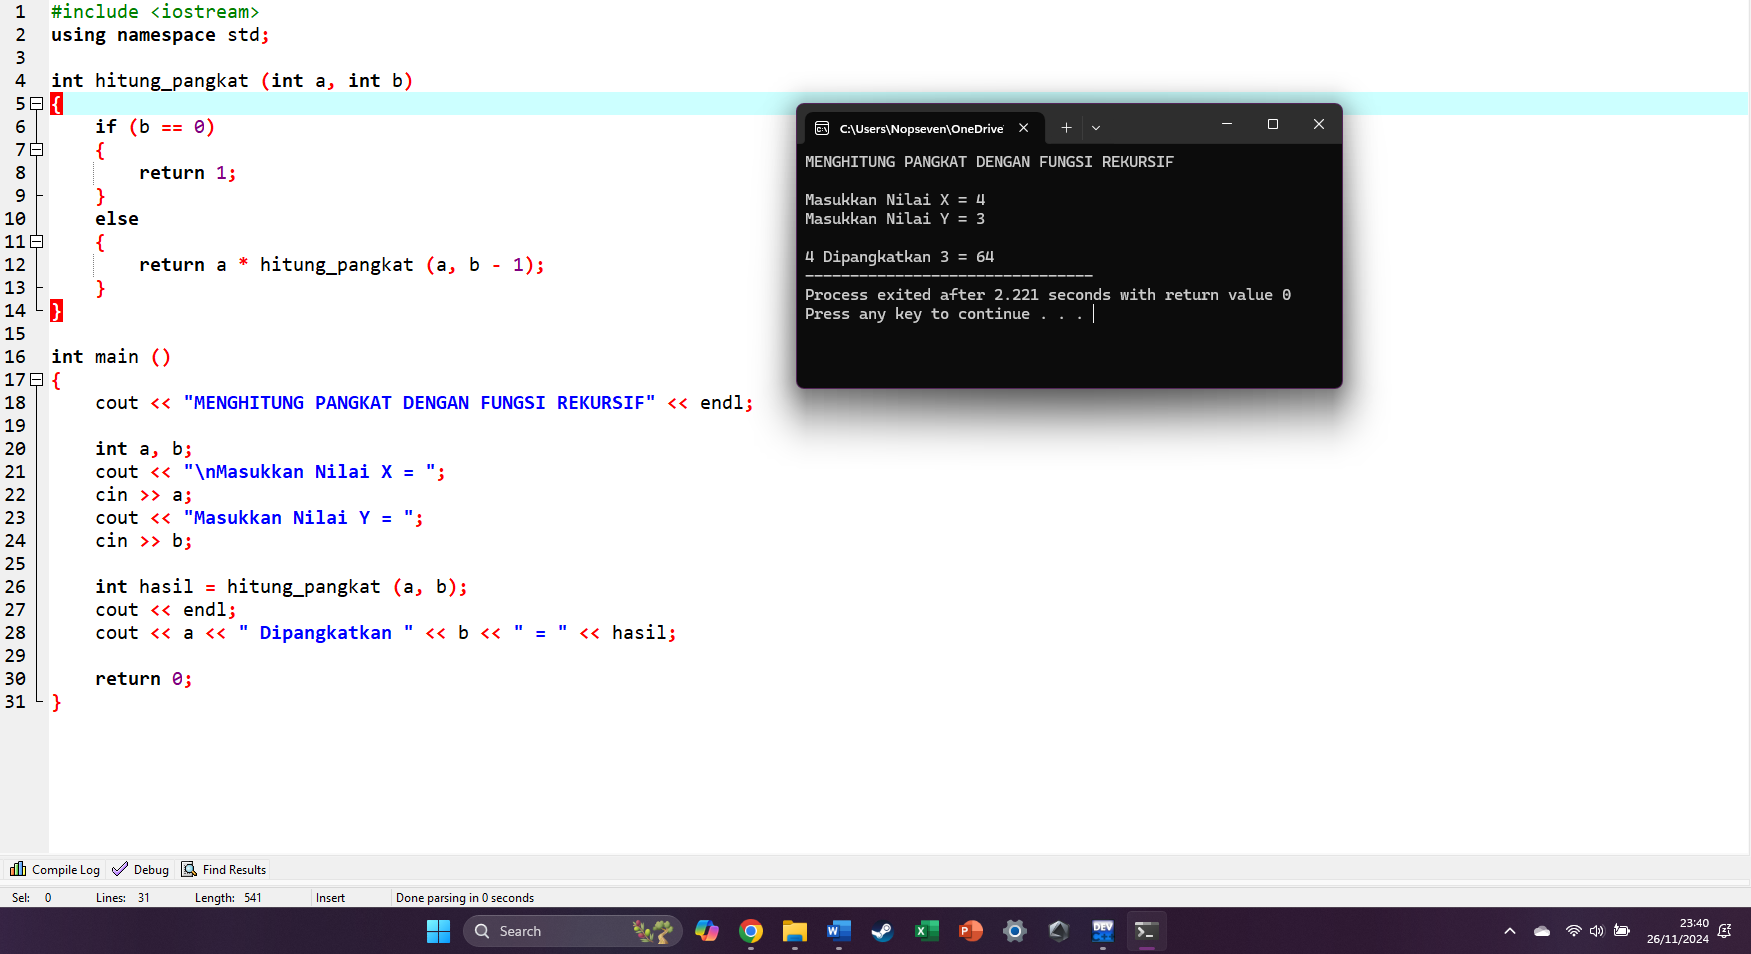 1 #include <iostream>
2 using namespace std;
3
4 int hitung_pangkat (int a, int b)
5 {
6 if (b == 0)
7 {
8 return 1;
9 }
10 else
11 {
12 return a * hitung_pangkat (a, b - 1);
13 }
14 }
15
16 int main ()
17 {
18 cout << "MENGHITUNG PANGKAT DENGAN FUNGSI REKURSIF" << endl;
19
20 int a, b;
21 cout << "\nMasukkan Nilai X = ";
22 cin >> a;
23 cout << "Masukkan Nilai Y = ";
24 cin >> b;
25
26 int hasil = hitung_pangkat (a, b);
27 cout << endl;
28 cout << a << " Dipangkatkan " << b << " = " << hasil;
29
30 return 0;
31 }
C:\Users\Nopseven\OneDrive
MENGHITUNG PANGKAT DENGAN FUNGSI REKURSIF
Masukkan Nilai X = 4
Masukkan Nilai Y = 3
4 Dipangkatkan 3 = 64
--------------------------------
Process exited after 2.221 seconds with return value 0
Press any key to continue . . .
Compile Log Debug Find Results
Sel: 0 Lines: 31 Length: 541 Insert Done parsing in 0 seconds
Search
W
X
P
DEV
23:40
26/11/2024